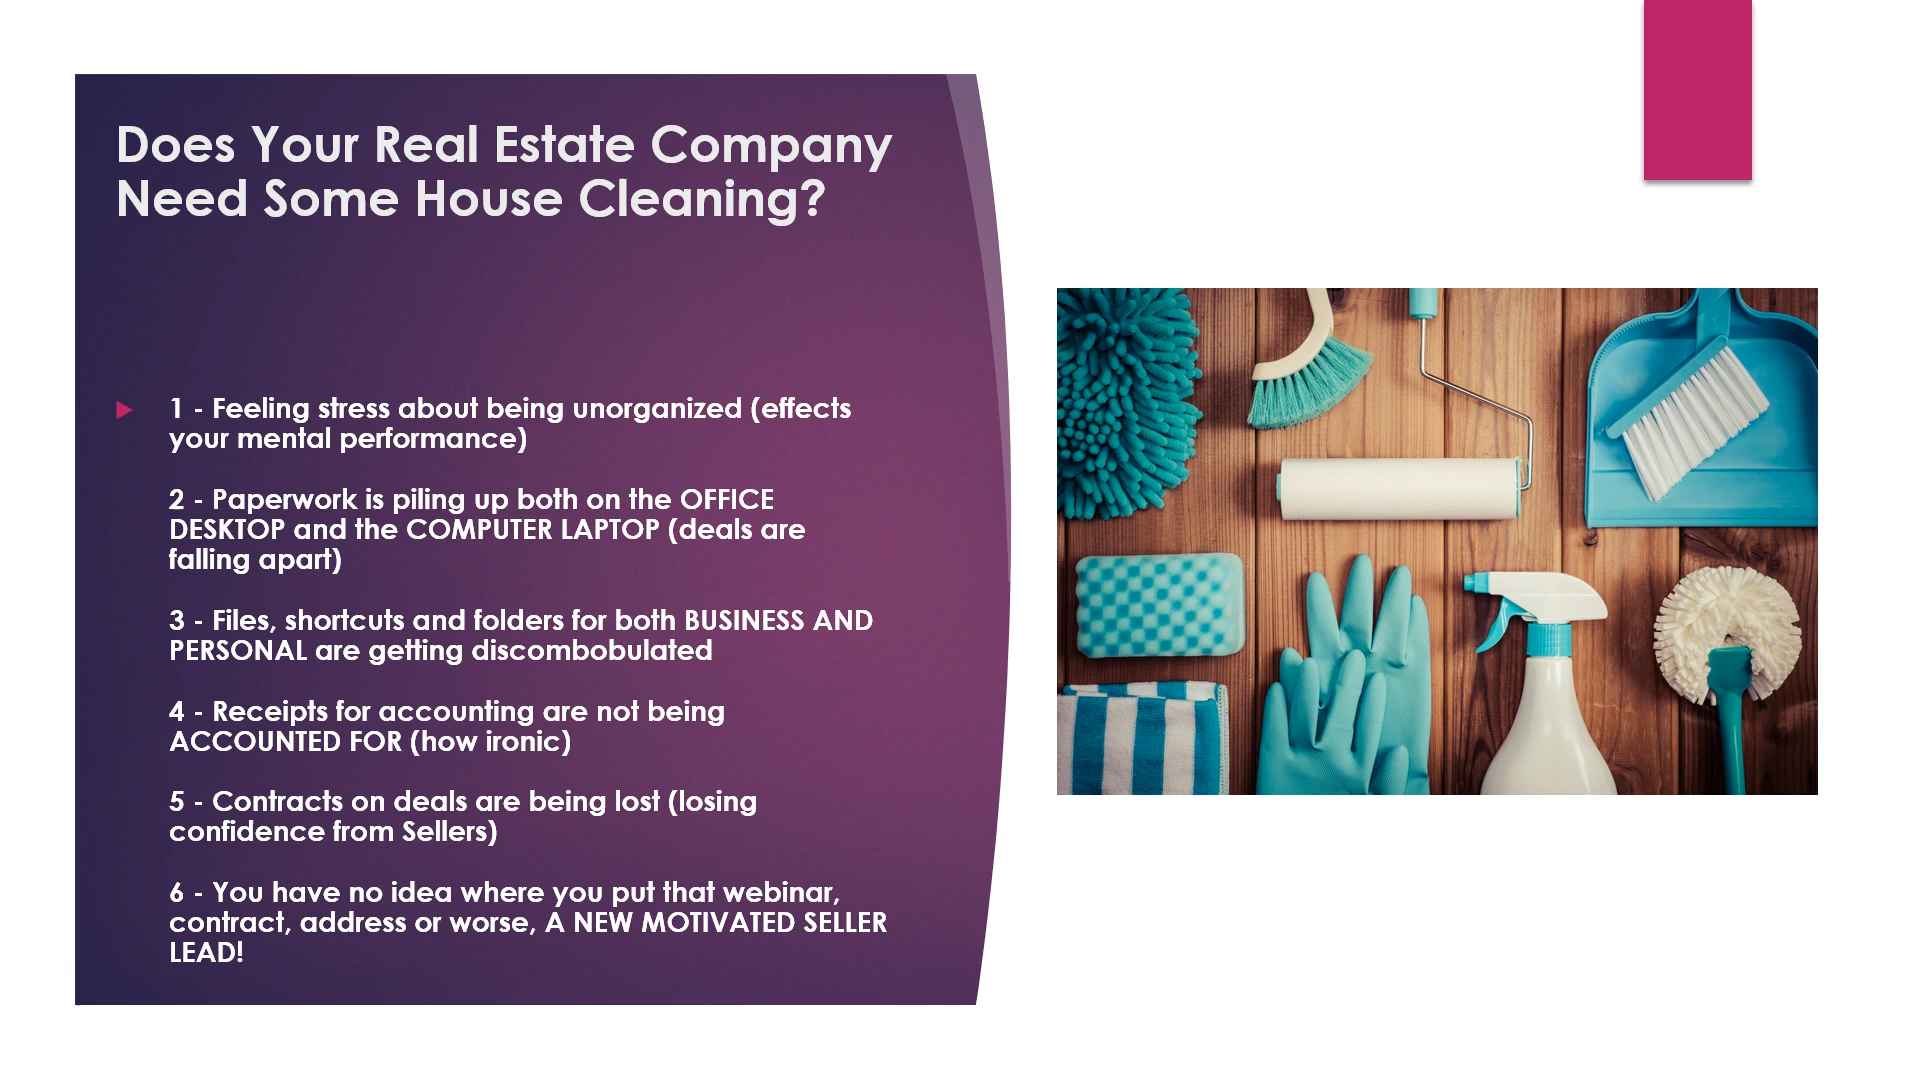 Does Your Real Estate Company
Need Some House Cleaning?
1 - Feeling stress about being unorganized (effects
your mental performance)
2 - Paperwork is piling up both on the OFFICE
DESKTOP and the COMPUTER LAPTOP (deals are
falling apart)
3 - Files, shortcuts and folders for both BUSINESS AND
PERSONAL are getting discombobulated
4 - Receipts for accounting are not being
ACCOUNTED FOR (how ironic)
5 - Contracts on deals are being lost (losing
confidence from Sellers)
6 - You have no idea where you put that webinar,
contract, address or worse, A NEW MOTIVATED SELLER
LEAD!